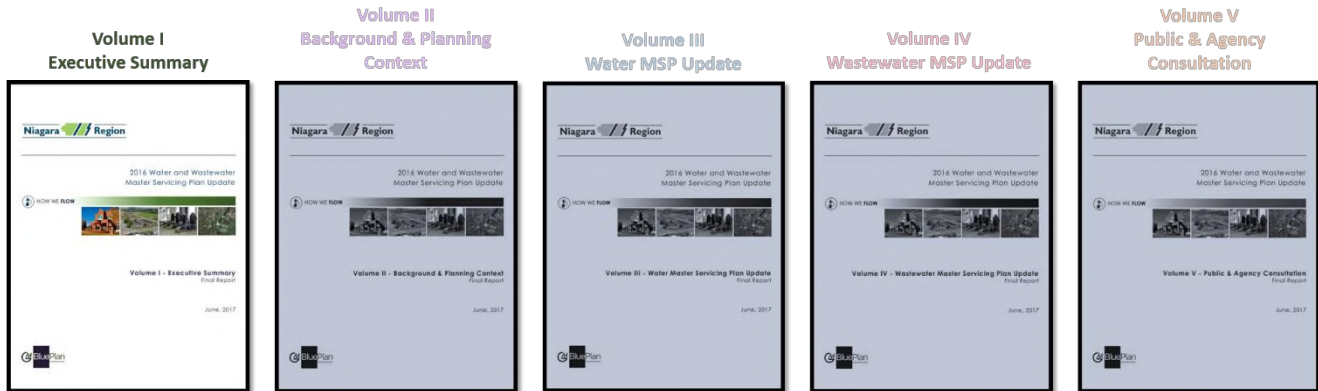 Volume I
Executive Summary
Niagara Region
2016 Water and Wastewater
Master Servicing Plan Update
HOW WE FLOW
Volume I - Executive Summary
Final Report
June, 2017
BluePlan
Volume II
Background & Planning
Context
Niagara Region
2016 Water and Wastewater
Master Servicing Plan Update
HOW WE FLOW
Volume II - Background & Planning Context
Final Report
June, 2017
BluePlan
Volume III
Water MSP Update
Niagara Region
2016 Water and Wastewater
Master Servicing Plan Update
HOW WE FLOW
Volume III - Water Master Servicing Plan Update
Final Report
June, 2017
BluePlan
Volume IV
Wastewater MSP Update
Niagara Region
2016 Water and Wastewater
Master Servicing Plan Update
HOW WE FLOW
Volume IV - Wastewater Master Servicing Plan Update
Final Report
June, 2017
BluePlan
Volume V
Public & Agency
Consultation
Niagara Region
2016 Water and Wastewater
Master Servicing Plan Update
HOW WE FLOW
Volume V - Public & Agency Consultation
Final Report
June, 2017
BluePlan